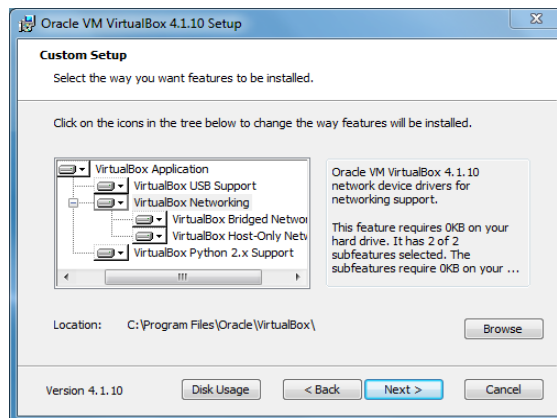 Oracle VM VirtualBox 4.1.10 Setup
Custom Setup
Select the way you want features to be installed.
Click on the icons in the tree below to change the way features will be installed.
VirtualBox Application
VirtualBox USB Support
VirtualBox Networking
VirtualBox Bridged Networ
VirtualBox Host-Only Netw
VirtualBox Python 2.x Support
Oracle VM VirtualBox 4.1.10
network device drivers for
networking support.
This feature requires 0KB on your
hard drive. It has 2 of 2
subfeatures selected. The
subfeatures require 0KB on your ...
Location: C:\Program Files\Oracle\VirtualBox\
Browse
Version 4.1.10 Disk Usage < Back Next > Cancel